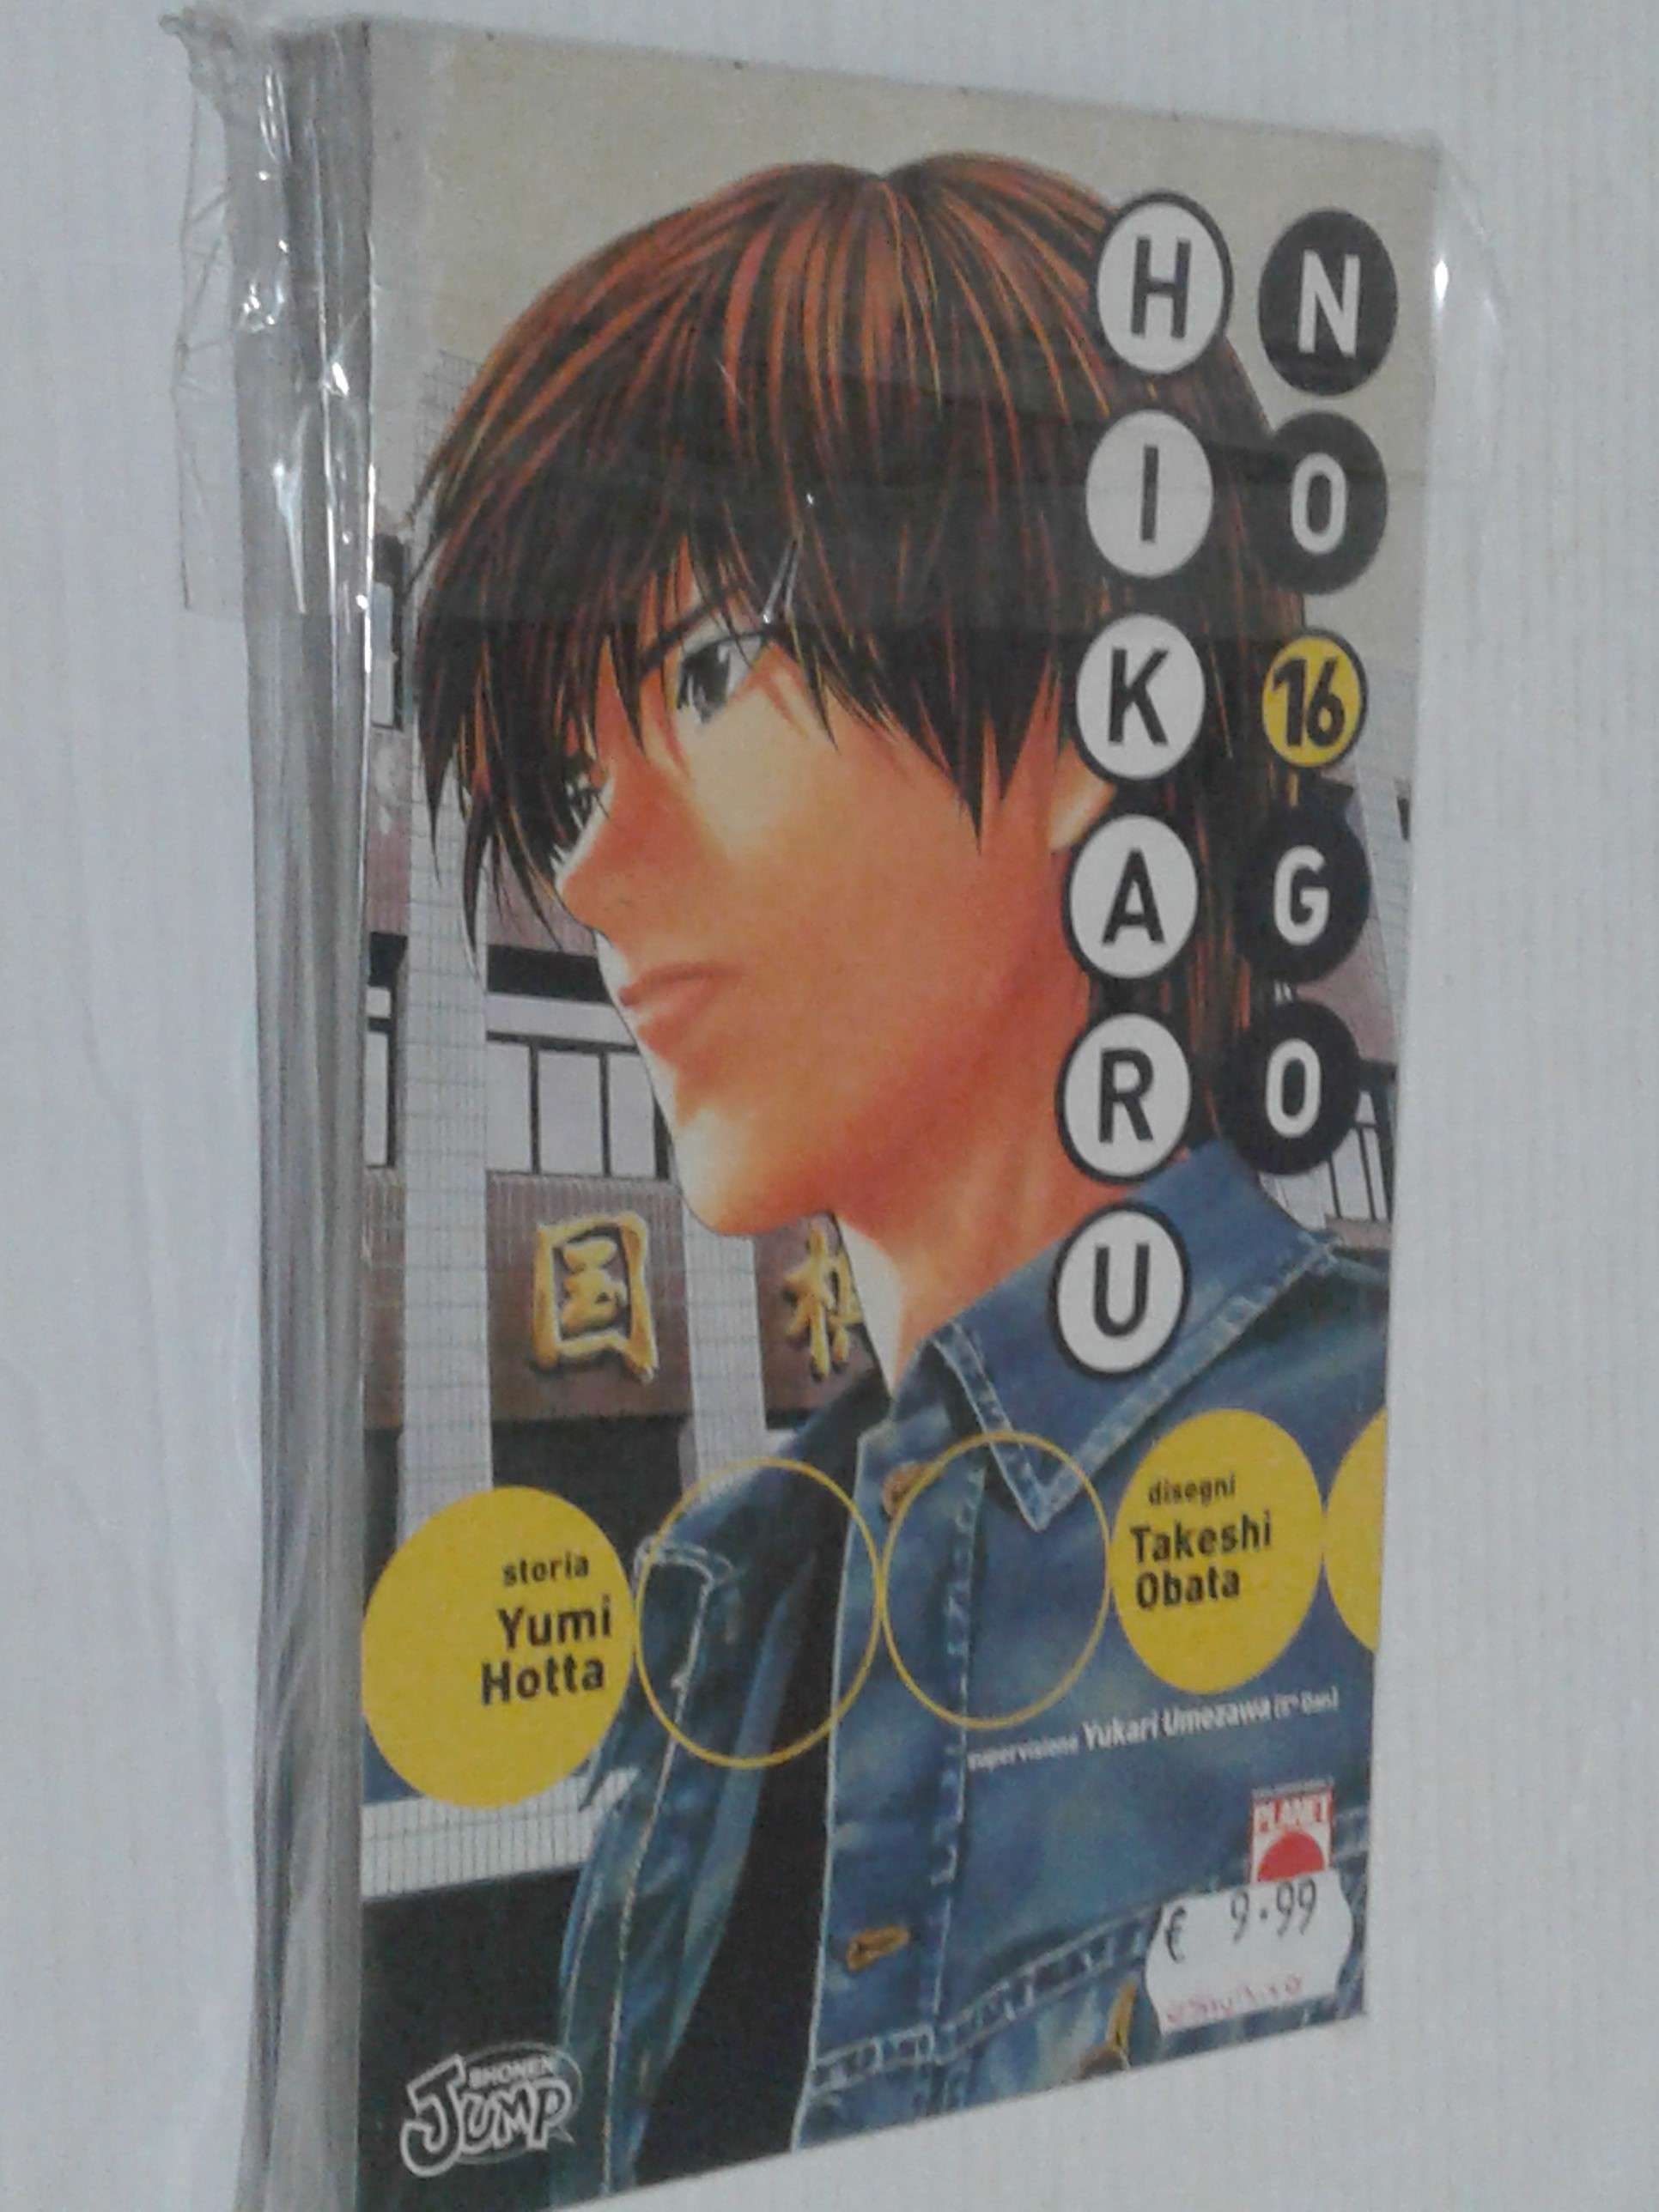 HIKARU
NO
16
GO
国 棋
storia
Yumi
Hotta
disegni
Takeshi
Obata
supervisione Yukari Umezawa
PLANET
€ 9.99
SHONEN
JUMP